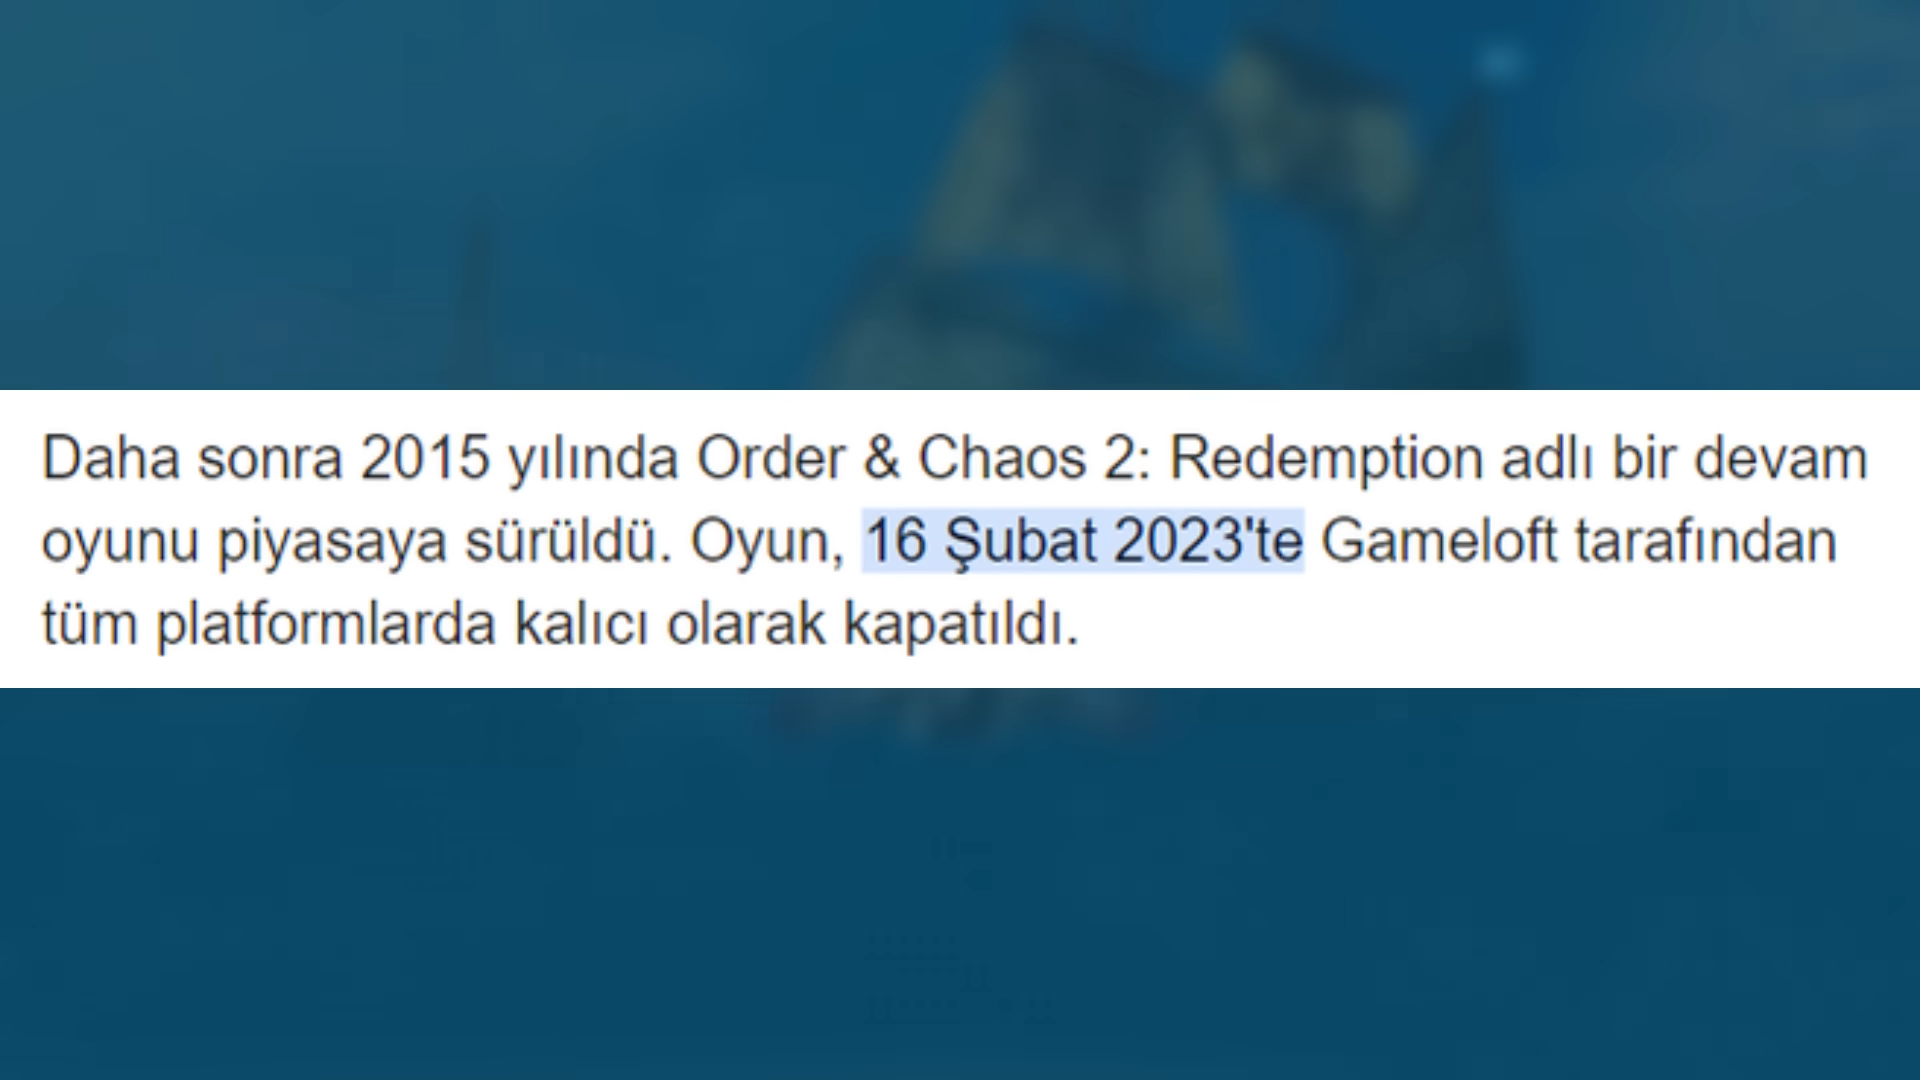 Daha sonra 2015 yılında Order & Chaos 2: Redemption adlı bir devam
oyunu piyasaya sürüldü. Oyun, 16 Şubat 2023'te Gameloft tarafından
tüm platformlarda kalıcı olarak kapatıldı.